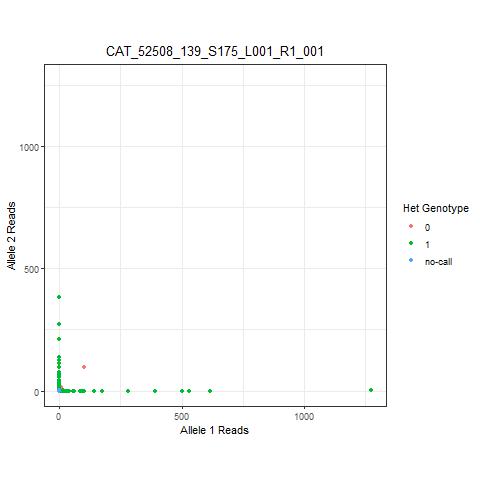 CAT_52508_139_S175_L001_R1_001
1000
500
0
0
500
1000
Allele 2 Reads
Allele 1 Reads
Het Genotype
0
1
no-call